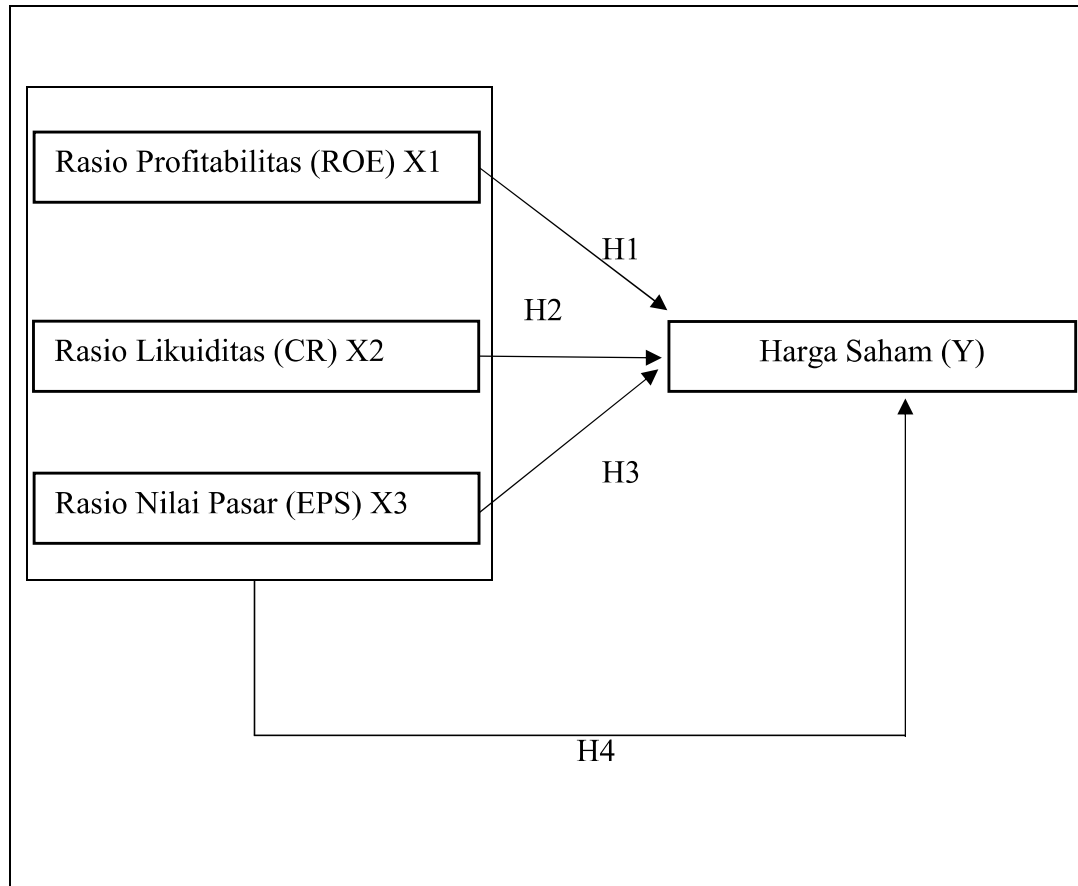 Rasio Profitabilitas (ROE) X1
H1
H2
Rasio Likuiditas (CR) X2
Harga Saham (Y)
Rasio Nilai Pasar (EPS) X3
H3
H4